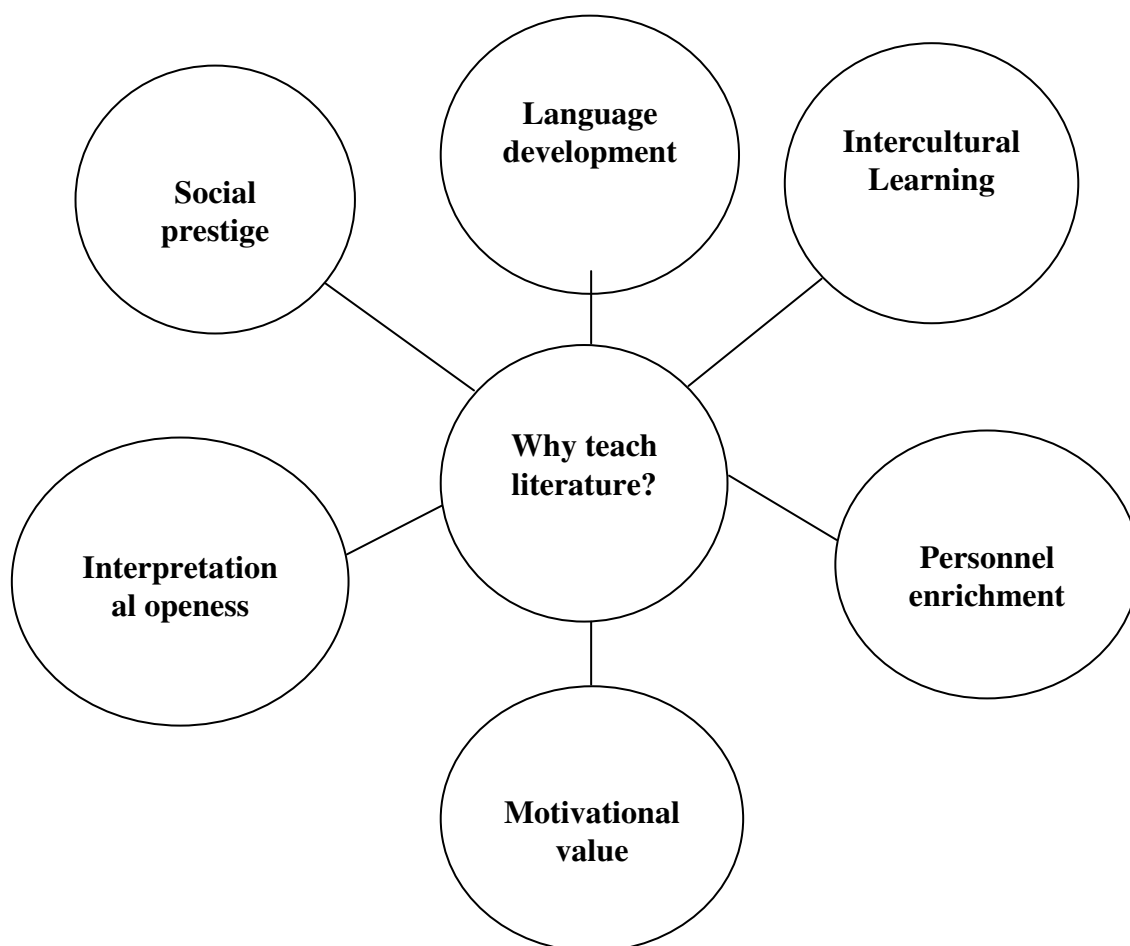 Language
development
Intercultural
Learning
Social
prestige
Why teach
literature?
Interpretation
al openess
Personnel
enrichment
Motivational
value